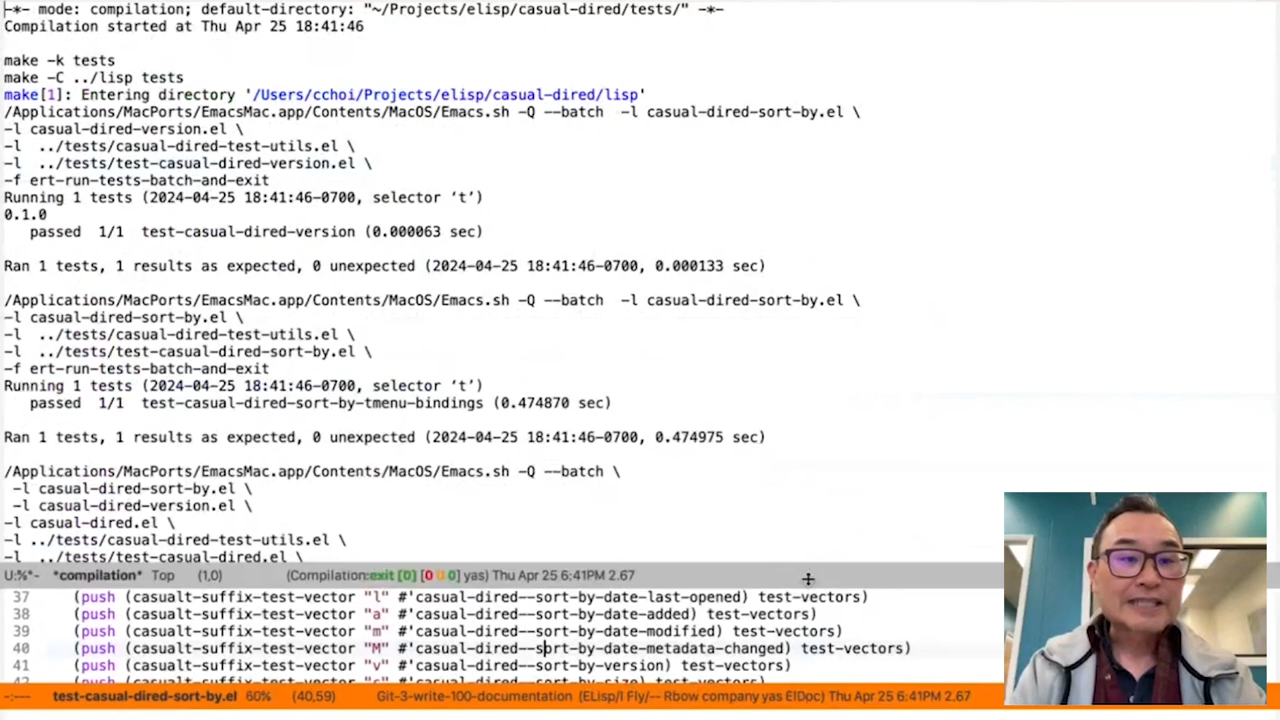 -*- mode: compilation; default-directory: "~/Projects/elisp/casual-dired/tests/" -*-
Compilation started at Thu Apr 25 18:41:46

make -k tests
make -C ../lisp tests
make[1]: Entering directory '/Users/cchoi/Projects/elisp/casual-dired/lisp'
/Applications/MacPorts/EmacsMac.app/Contents/MacOS/Emacs.sh -Q --batch  -l casual-dired-sort-by.el \
-l casual-dired-version.el \
-l  ../tests/casual-dired-test-utils.el \
-l  ../tests/test-casual-dired-version.el \
-f ert-run-tests-batch-and-exit
Running 1 tests (2024-04-25 18:41:46-0700, selector ‘t’)
0.1.0
   passed  1/1  test-casual-dired-version (0.000063 sec)

Ran 1 tests, 1 results as expected, 0 unexpected (2024-04-25 18:41:46-0700, 0.000133 sec)

/Applications/MacPorts/EmacsMac.app/Contents/MacOS/Emacs.sh -Q --batch  -l casual-dired-sort-by.el \
-l casual-dired-sort-by.el \
-l  ../tests/casual-dired-test-utils.el \
-l  ../tests/test-casual-dired-sort-by.el \
-f ert-run-tests-batch-and-exit
Running 1 tests (2024-04-25 18:41:46-0700, selector ‘t’)
   passed  1/1  test-casual-dired-sort-by-tmenu-bindings (0.474870 sec)

Ran 1 tests, 1 results as expected, 0 unexpected (2024-04-25 18:41:46-0700, 0.474975 sec)

/Applications/MacPorts/EmacsMac.app/Contents/MacOS/Emacs.sh -Q --batch \
 -l casual-dired-sort-by.el \
 -l casual-dired-version.el \
-l casual-dired.el \
-l ../tests/casual-dired-test-utils.el \
-l ../tests/test-casual-dired.el \
U:%*-  *compilation*  Top  (1,0)  (Compilation:exit [0] [0 0 0] yas) Thu Apr 25 6:41PM 2.67
37 (push (casualt-suffix-test-vector "l" #'casual-dired--sort-by-date-last-opened) test-vectors)
38 (push (casualt-suffix-test-vector "a" #'casual-dired--sort-by-date-added) test-vectors)
39 (push (casualt-suffix-test-vector "m" #'casual-dired--sort-by-date-modified) test-vectors)
40 (push (casualt-suffix-test-vector "M" #'casual-dired--sort-by-date-metadata-changed) test-vectors)
41 (push (casualt-suffix-test-vector "v" #'casual-dired--sort-by-version) test-vectors)
-:---  test-casual-dired-sort-by.el  60%  (40,59)  Git-3-write-100-documentation  (ELisp/l Fly/-- Rbow company yas ElDoc) Thu Apr 25 6:41PM 2.67